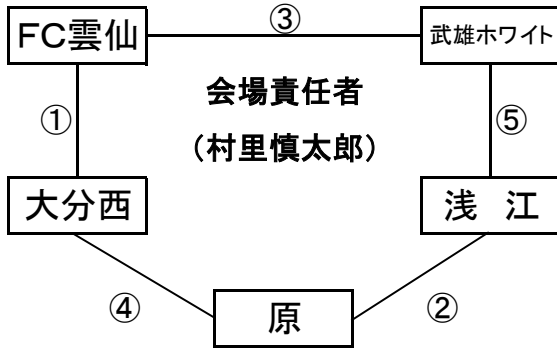 ③
FC雲仙
武雄ホワイト
会場責任者
①
⑤
(村里慎太郎)
大分西
浅 江
④
原
②